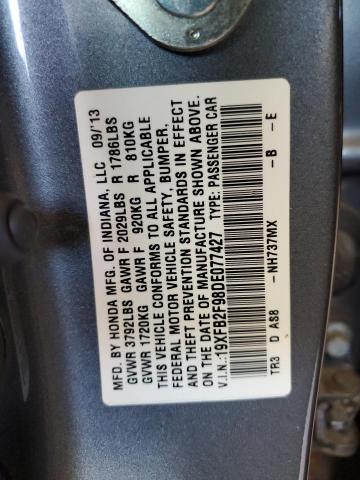 MFD. BY HONDA MFG. OF INDIANA, LLC 09/'13
GVWR 3792LBS GAWR F 2029LBS R 1786LBS
GVWR 1720KG GAWR F 920KG R 810KG
THIS VEHICLE CONFORMS TO ALL APPLICABLE
FEDERAL MOTOR VEHICLE SAFETY, BUMPER,
AND THEFT PREVENTION STANDARDS IN EFFECT
ON THE DATE OF MANUFACTURE SHOWN ABOVE.
V.I.N.:19XFB2F98DE077427 TYPE: PASSENGER CAR
TR3 D AS8 -NH737MX -B -E